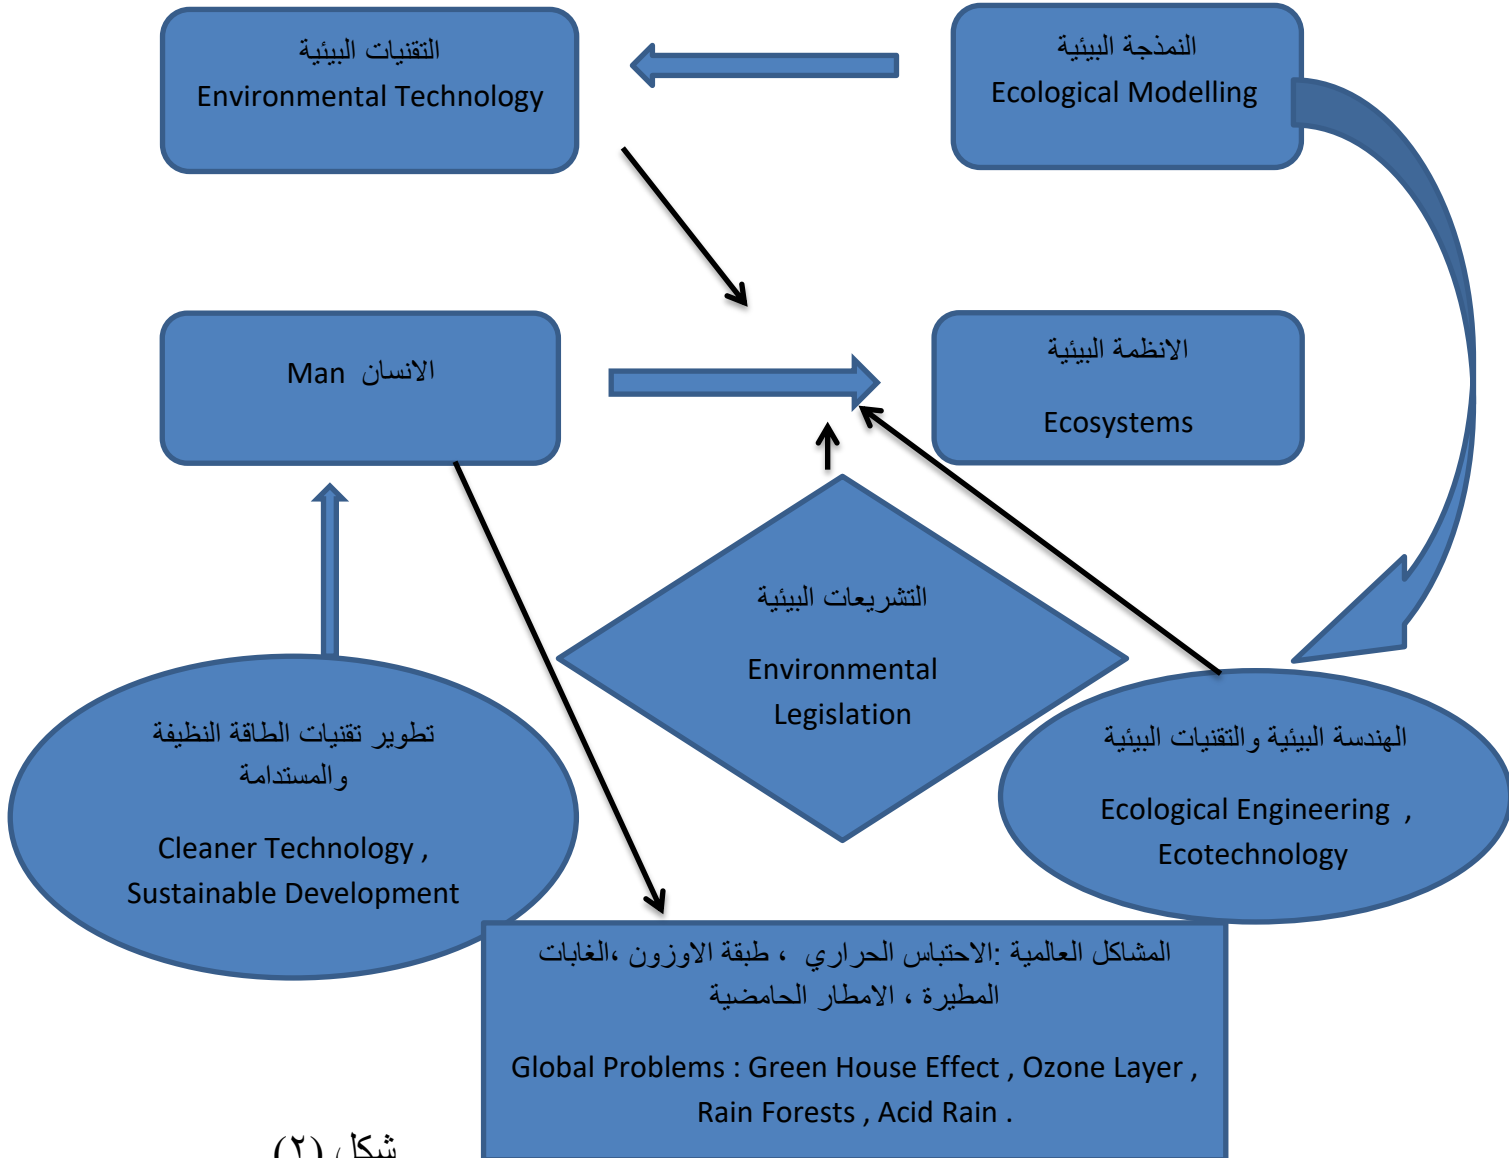 التقنيات البيئية
Environmental Technology
النمذجة البيئية
Ecological Modelling
الانسان Man
الانظمة البيئية
Ecosystems
التشريعات البيئية
Environmental
Legislation
تطوير تقنيات الطاقة النظيفة
والمستدامة
Cleaner Technology ,
Sustainable Development
الهندسة البيئية والتقنيات البيئية
Ecological Engineering ,
Ecotechnology
المشاكل العالمية :الاحتباس الحراري ، طبقة الاوزون ،الغابات
المطيرة ، الامطار الحامضية
Global Problems : Green House Effect , Ozone Layer ,
Rain Forests , Acid Rain .
شكل (٢)